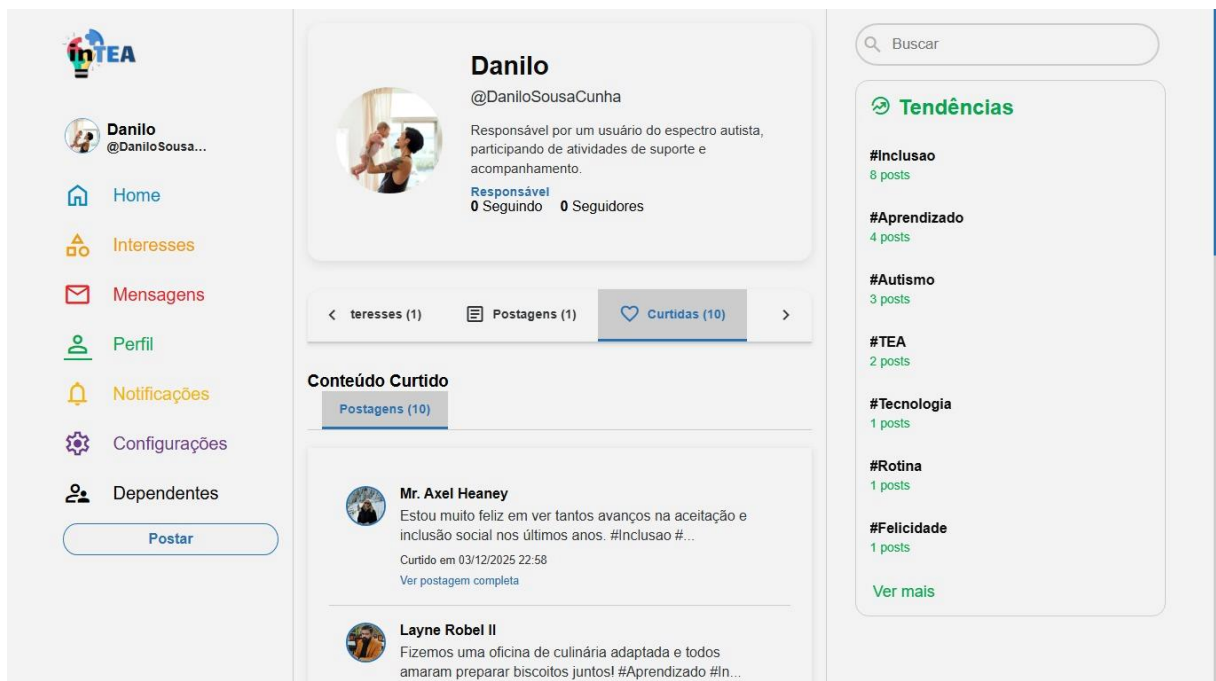 inTEA
Danilo
@DaniloSousa...
Home
Interesses
Mensagens
Perfil
Notificações
Configurações
Dependentes
Postar
Danilo
@DaniloSousaCunha
Responsável por um usuário do espectro autista,
participando de atividades de suporte e
acompanhamento.
Responsável
0 Seguindo 0 Seguidores
teresses (1) Postagens (1) Curtidas (10)
Conteúdo Curtido
Postagens (10)
Mr. Axel Heaney
Estou muito feliz em ver tantos avanços na aceitação e
inclusão social nos últimos anos. #Inclusao #...
Curtido em 03/12/2025 22:58
Ver postagem completa
Layne Robel II
Fizemos uma oficina de culinária adaptada e todos
amaram preparar biscoitos juntos! #Aprendizado #In...
Buscar
Tendências
#Inclusao
8 posts
#Aprendizado
4 posts
#Autismo
3 posts
#TEA
2 posts
#Tecnologia
1 posts
#Rotina
1 posts
#Felicidade
1 posts
Ver mais